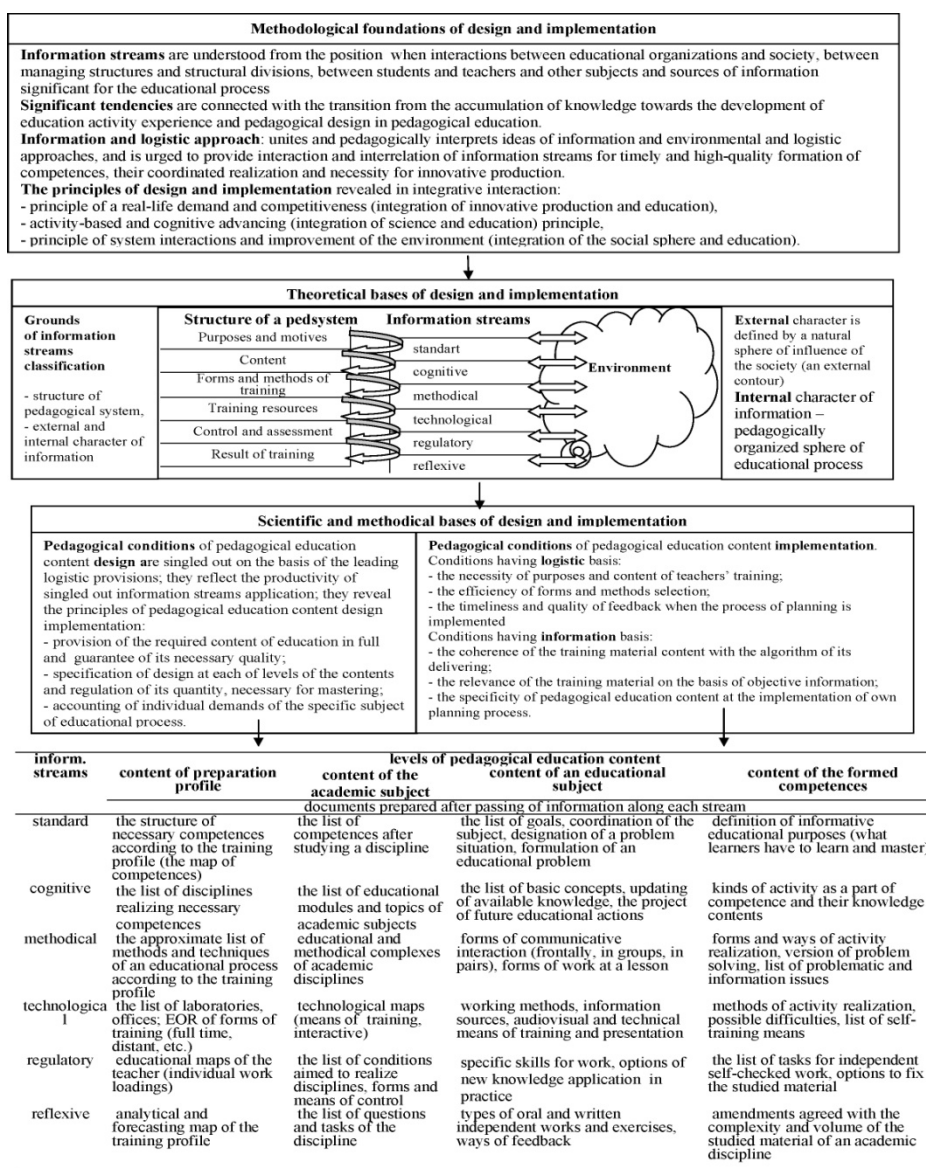 Methodological foundations of design and implementation
Information streams are understood from the position when interactions between educational organizations and society, between
managing structures and structural divisions, between students and teachers and other subjects and sources of information
significant for the educational process
Significant tendencies are connected with the transition from the accumulation of knowledge towards the development of
education activity experience and pedagogical design in pedagogical education.
Information and logistic approach: unites and pedagogically interprets ideas of information and environmental and logistic
approaches, and is urged to provide interaction and interrelation of information streams for timely and high-quality formation of
competences, their coordinated realization and necessity for innovative production.
The principles of design and implementation revealed in integrative interaction:
- principle of a real-life demand and competitiveness (integration of innovative production and education),
- activity-based and cognitive advancing (integration of science and education) principle,
- principle of system interactions and improvement of the environment (integration of the social sphere and education).
Theoretical bases of design and implementation
Grounds
of information
streams
classification
- structure of
pedagogical system,
- external and
internal character of
information
Structure of a pedsystem
Purposes and motives
Content
Forms and methods of
training
Training resources
Control and assessment
Result of training
Information streams
standart
cognitive
methodical
technological
regulatory
reflexive
Environment
External character is
defined by a natural
sphere of influence of
the society (an external
contour)
Internal character of
information –
pedagogically
organized sphere of
educational process
Scientific and methodical bases of design and implementation
Pedagogical conditions of pedagogical education
content design are singled out on the basis of the leading
logistic provisions; they reflect the productivity of
singled out information streams application; they reveal
the principles of pedagogical education content design
implementation:
- provision of the required content of education in full
and guarantee of its necessary quality;
- specification of design at each of levels of the contents
and regulation of its quantity, necessary for mastering;
- accounting of individual demands of the specific subject
of educational process.
Pedagogical conditions of pedagogical education content implementation.
Conditions having logistic basis:
- the necessity of purposes and content of teachers' training;
- the efficiency of forms and methods selection;
- the timeliness and quality of feedback when the process of planning is
implemented
Conditions having information basis:
- the coherence of the training material content with the algorithm of its
delivering;
- the relevance of the training material on the basis of objective information;
- the specificity of pedagogical education content at the implementation of own
planning process.
inform.
streams
levels of pedagogical education content
content of preparation
profile
content of the
academic subject
content of an educational
subject
content of the formed
competences
documents prepared after passing of information along each stream
standard
the structure of
necessary competences
according to the training
profile (the map of
competences)
the list of
competences after
studying a discipline
the list of goals, coordination of the
subject, designation of a problem
situation, formulation of an
educational problem
definition of informative
educational purposes (what
learners have to learn and master)
cognitive
the list of disciplines
realizing necessary
competences
the list of educational
modules and topics of
academic subjects
the list of basic concepts, updating
of available knowledge, the project
of future educational actions
kinds of activity as a part of
competence and their knowledge
contents
methodical
the approximate list of
methods and techniques
of an educational process
according to the training
profile
educational and
methodical complexes
of academic
disciplines
forms of communicative
interaction (frontally, in groups, in
pairs), forms of work at a lesson
forms and ways of activity
realization, version of problem
solving, list of problematic and
information issues
technologica
l
the list of laboratories,
offices; EOR of forms of
training (full time,
distant, etc.)
technological maps
(means of training,
interactive)
working methods, information
sources, audiovisual and technical
means of training and presentation
methods of activity realization,
possible difficulties, list of self-
training means
regulatory
educational maps of the
teacher (individual work
loadings)
the list of conditions
aimed to realize
disciplines, forms and
means of control
specific skills for work, options of
new knowledge application in
practice
the list of tasks for independent
self-checked work, options to fix
the studied material
reflexive
analytical and
forecasting map of the
training profile
the list of questions
and tasks of the
discipline
types of oral and written
independent works and exercises,
ways of feedback
amendments agreed with the
complexity and volume of the
studied material of an academic
discipline